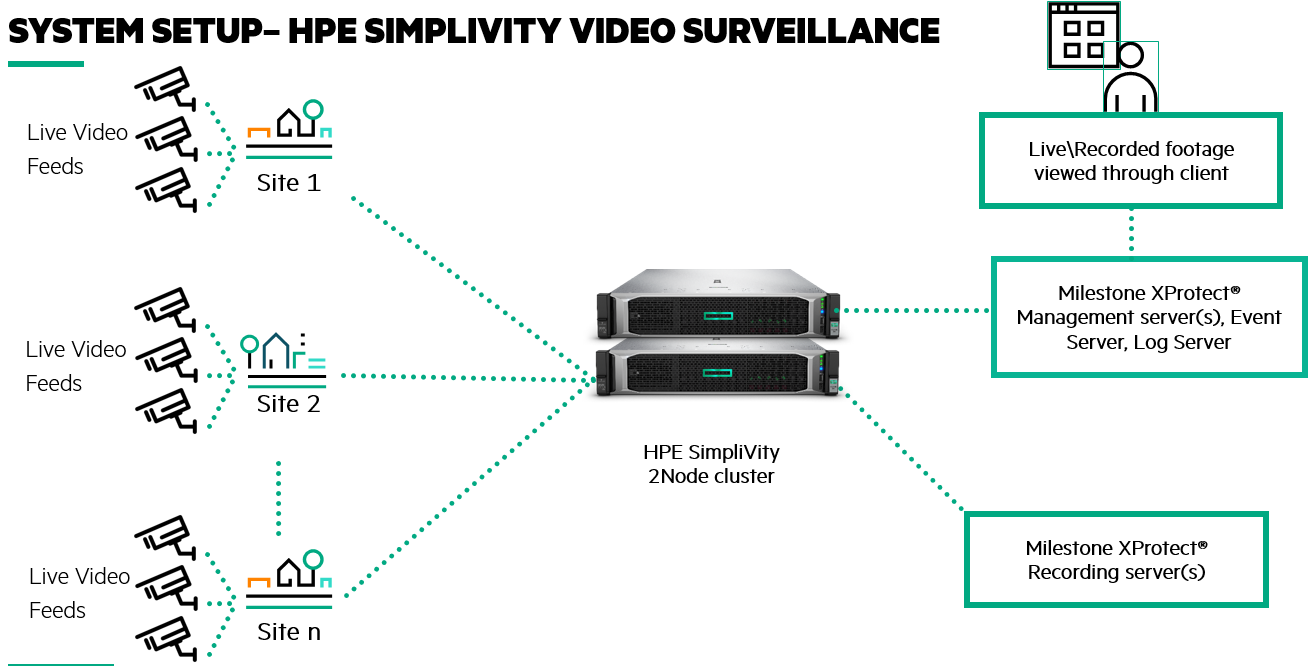 SYSTEM SETUP– HPE SIMPLIVITY VIDEO SURVEILLANCE
Live Video
Feeds
Site 1
Live Video
Feeds
Site 2
Live Video
Feeds
Site n
HPE SimpliVity
2Node cluster
Live\Recorded footage
viewed through client
Milestone XProtect®
Management server(s), Event
Server, Log Server
Milestone XProtect®
Recording server(s)